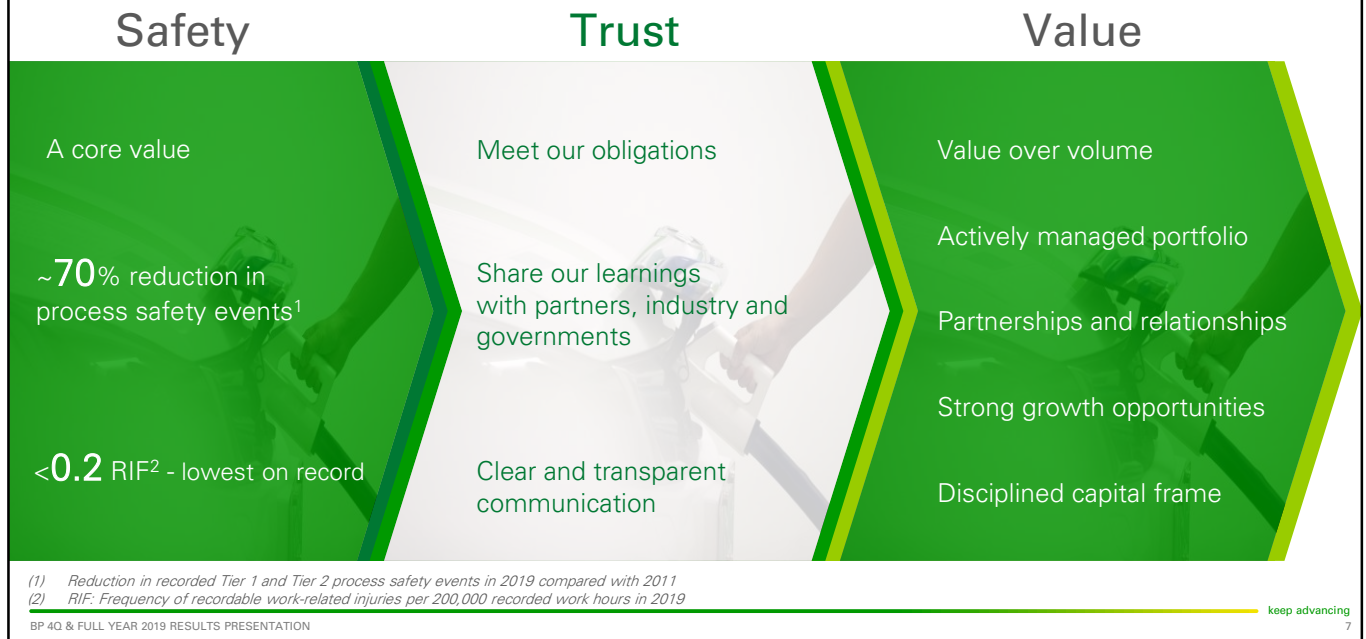 Safety
A core value
~70% reduction in
process safety events¹
<0.2 RIF² - lowest on record
Trust
Meet our obligations
Share our learnings
with partners, industry and
governments
Clear and transparent
communication
Value
Value over volume
Actively managed portfolio
Partnerships and relationships
Strong growth opportunities
Disciplined capital frame
(1) Reduction in recorded Tier 1 and Tier 2 process safety events in 2019 compared with 2011
(2) RIF: Frequency of recordable work-related injuries per 200,000 recorded work hours in 2019
keep advancing
BP 4Q & FULL YEAR 2019 RESULTS PRESENTATION
7